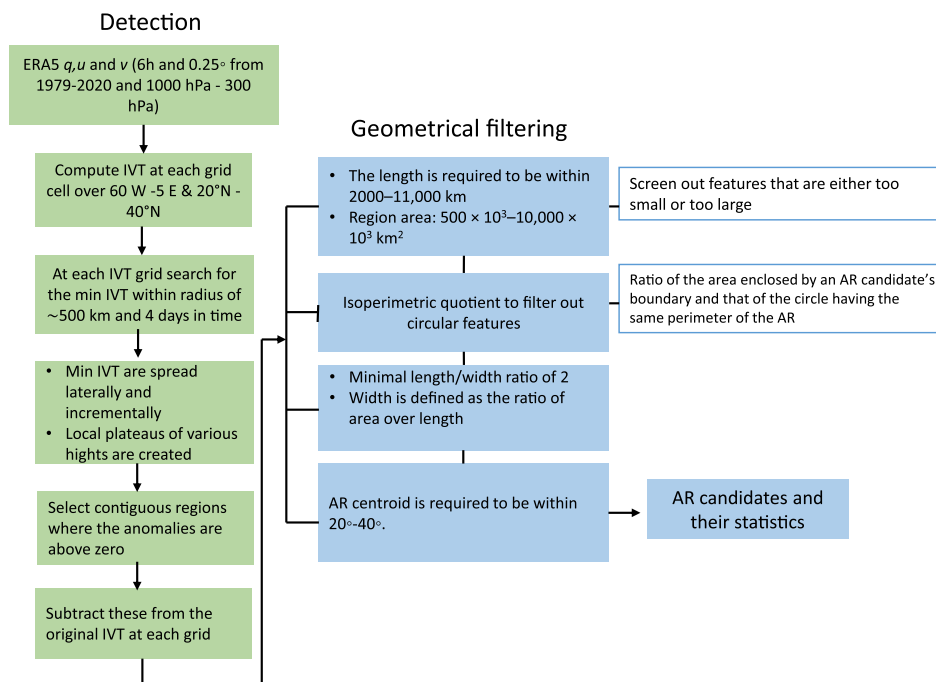 Detection
ERA5 q,u and v (6h and 0.25◦ from
1979-2020 and 1000 hPa - 300
hPa)
Compute IVT at each grid
cell over 60 W -5 E & 20°N -
40°N
At each IVT grid search for
the min IVT within radius of
~500 km and 4 days in time
• Min IVT are spread
laterally and
incrementally
• Local plateaus of various
hights are created
Select contiguous regions
where the anomalies are
above zero
Subtract these from the
original IVT at each grid
Geometrical filtering
• The length is required to be within
2000–11,000 km
• Region area: 500 × 10³–10,000 ×
10³ km²
Screen out features that are either too
small or too large
Isoperimetric quotient to filter out
circular features
Ratio of the area enclosed by an AR candidate's
boundary and that of the circle having the
same perimeter of the AR
• Minimal length/width ratio of 2
• Width is defined as the ratio of
area over length
AR centroid is required to be within
20◦-40◦.
AR candidates and
their statistics